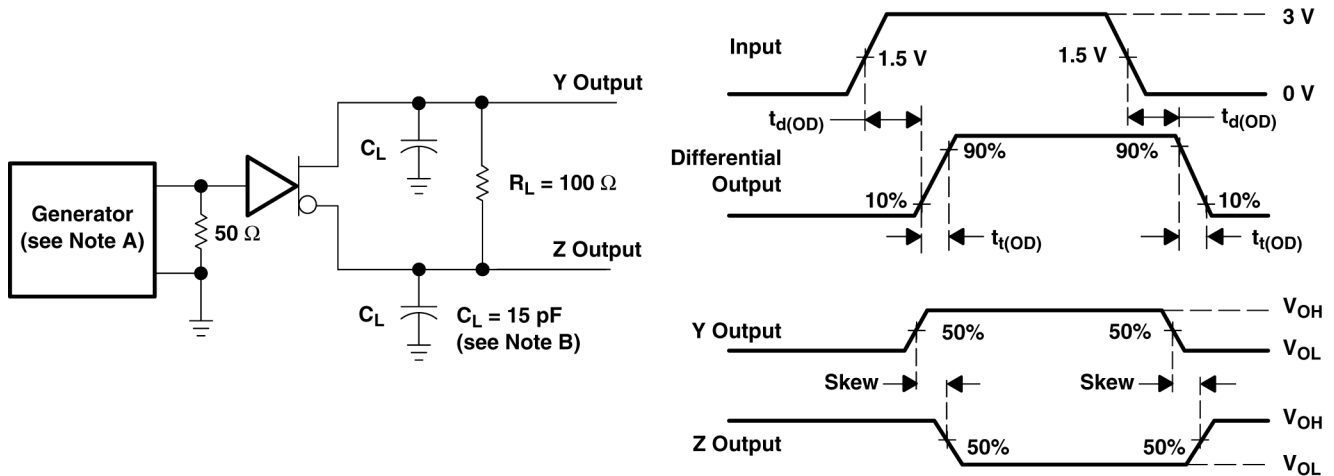 Y Output
C_L
R_L = 100 Ω
Generator
(see Note A)
50 Ω
Z Output
C_L
C_L = 15 pF
(see Note B)
3 V
Input
1.5 V
1.5 V
0 V
t_d(OD)
t_d(OD)
Differential
Output
90%
90%
10%
10%
t_t(OD)
t_t(OD)
V_OH
Y Output
50%
50%
V_OL
Skew
Skew
V_OH
Z Output
50%
50%
V_OL